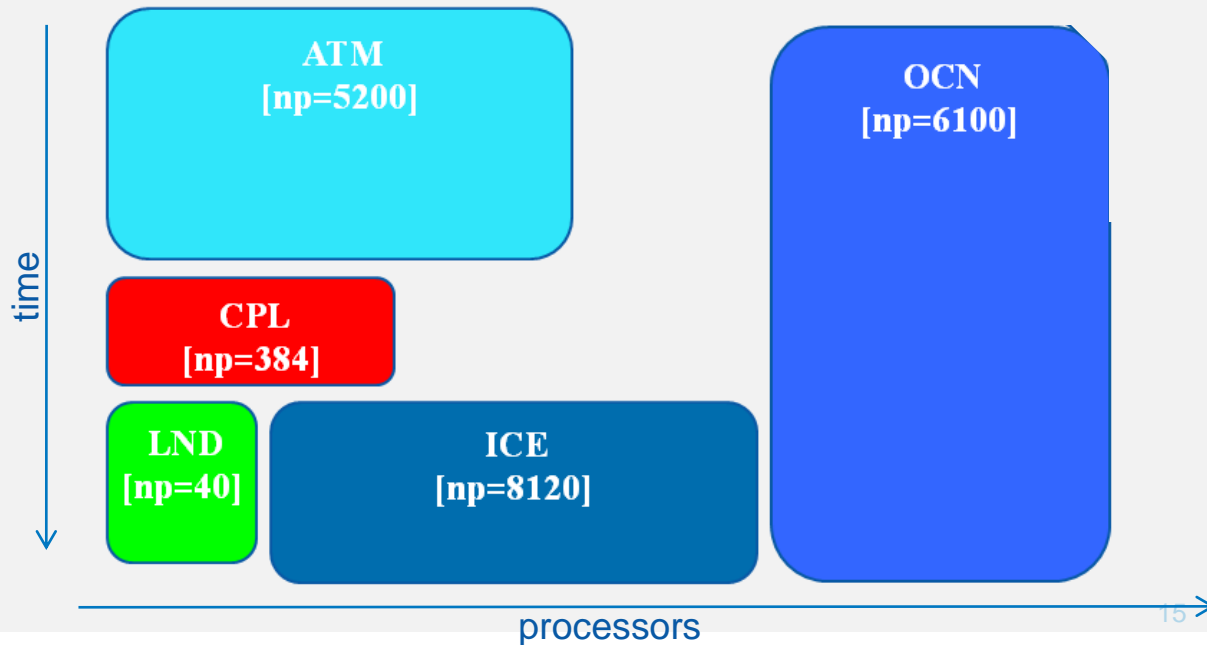 ATM
[np=5200]
OCN
[np=6100]
time
CPL
[np=384]
LND
[np=40]
ICE
[np=8120]
processors
15